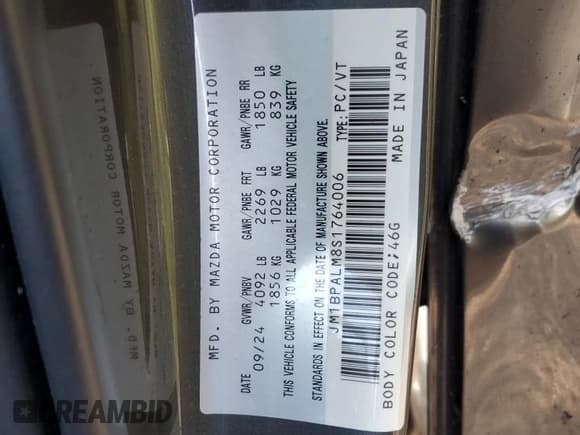 MFD. BY MAZDA MOTOR CORPORATION
DATE GVWR/PNBV GAWR/PNBE FRT GAWR/PNBE RR
09/24 4092 LB 2269 LB 1850 LB
1856 KG 1029 KG 839 KG
THIS VEHICLE CONFORMS TO ALL APPLICABLE FEDERAL MOTOR VEHICLE SAFETY
STANDARDS IN EFFECT ON THE DATE OF MANUFACTURE SHOWN ABOVE.
JM1BPALM8S1764006 TYPE: PC/VT
BODY COLOR CODE:46G MADE IN JAPAN
MFD. BY MAZDA MOTOR CORPORATION
DREAMBID